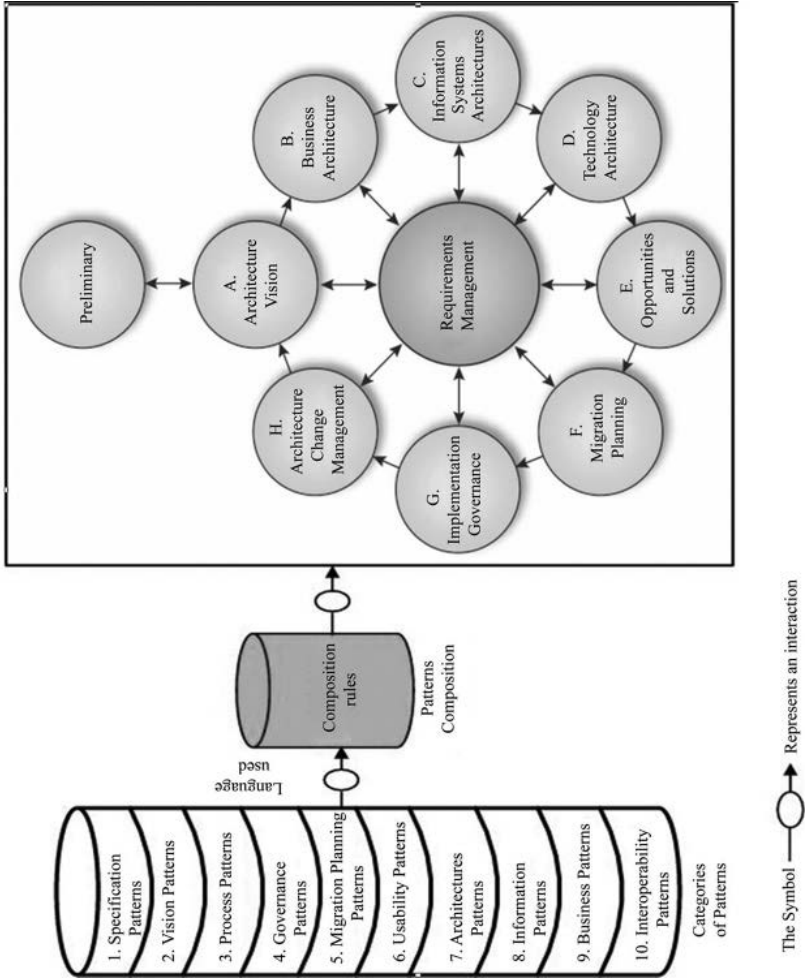 1. Specification
Patterns
2. Vision Patterns
3. Process Patterns
4. Governance
Patterns
5. Migration Planning
Patterns
6. Usability Patterns
7. Architectures
Patterns
8. Information
Patterns
9. Business Patterns
10. Interoperability
Patterns
Categories
of Patterns
Language
used
Composition
rules
Patterns
Composition
Preliminary
A.
Architecture
Vision
B.
Business
Architecture
C.
Information
Systems
Architectures
D.
Technology
Architecture
E.
Opportunities
and
Solutions
F.
Migration
Planning
G.
Implementation
Governance
H.
Architecture
Change
Management
Requirements
Management
The Symbol
Represents an interaction